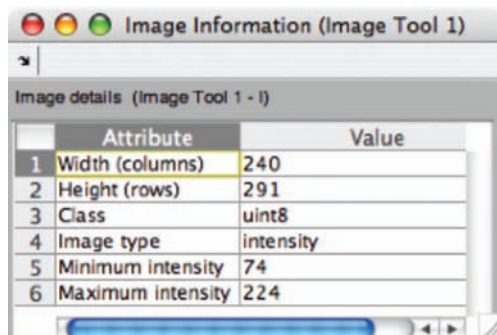 Image Information (Image Tool 1)
Image details (Image Tool 1 - I)
Attribute Value
1 Width (columns) 240
2 Height (rows) 291
3 Class uint8
4 Image type intensity
5 Minimum intensity 74
6 Maximum intensity 224